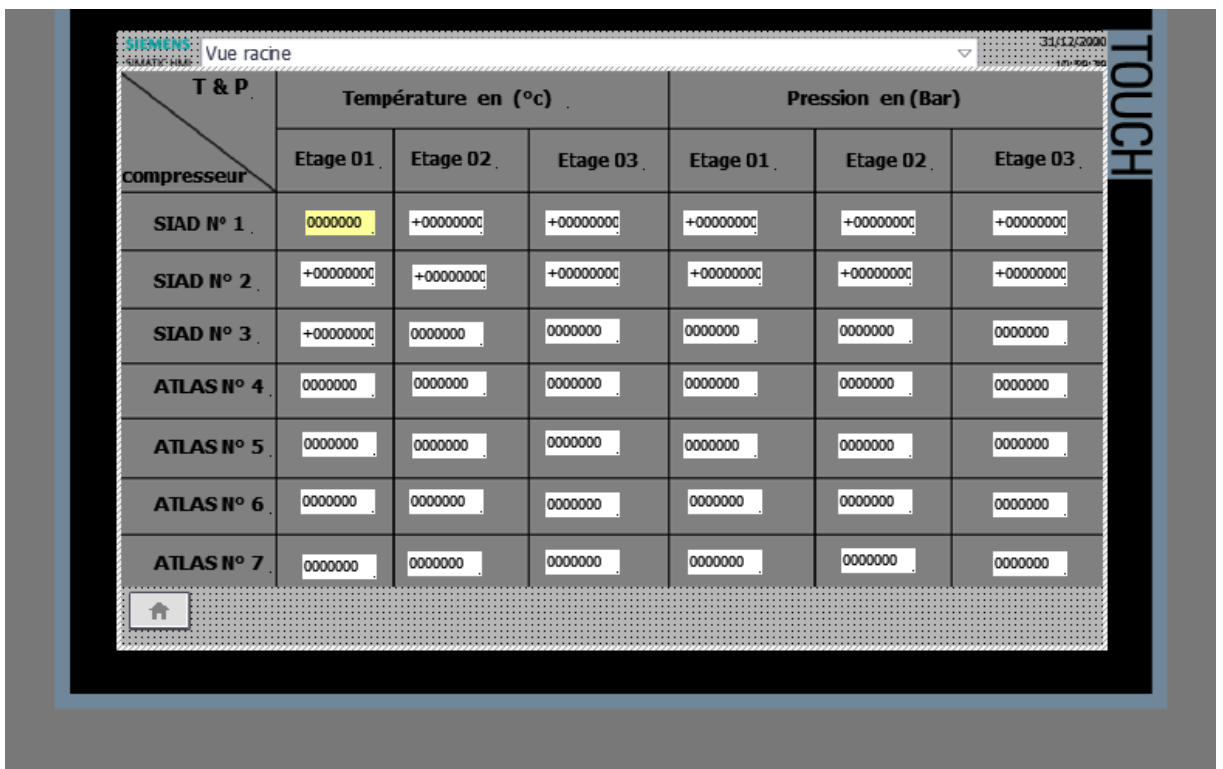 SIEMENS
SIMATIC HMI
Vue racine
31/12/2000
TOUCH
T & P
Température en (°c)
Pression en (Bar)
compresseur
Etage 01 Etage 02 Etage 03 Etage 01 Etage 02 Etage 03
SIAD N° 1 0000000 +00000000 +00000000 +00000000 +00000000 +00000000
SIAD N° 2 +00000000 +00000000 +00000000 +00000000 +00000000 +00000000
SIAD N° 3 +00000000 0000000 0000000 0000000 0000000 0000000
ATLAS N° 4 0000000 0000000 0000000 0000000 0000000 0000000
ATLAS N° 5 0000000 0000000 0000000 0000000 0000000 0000000
ATLAS N° 6 0000000 0000000 0000000 0000000 0000000 0000000
ATLAS N° 7 0000000 0000000 0000000 0000000 0000000 0000000